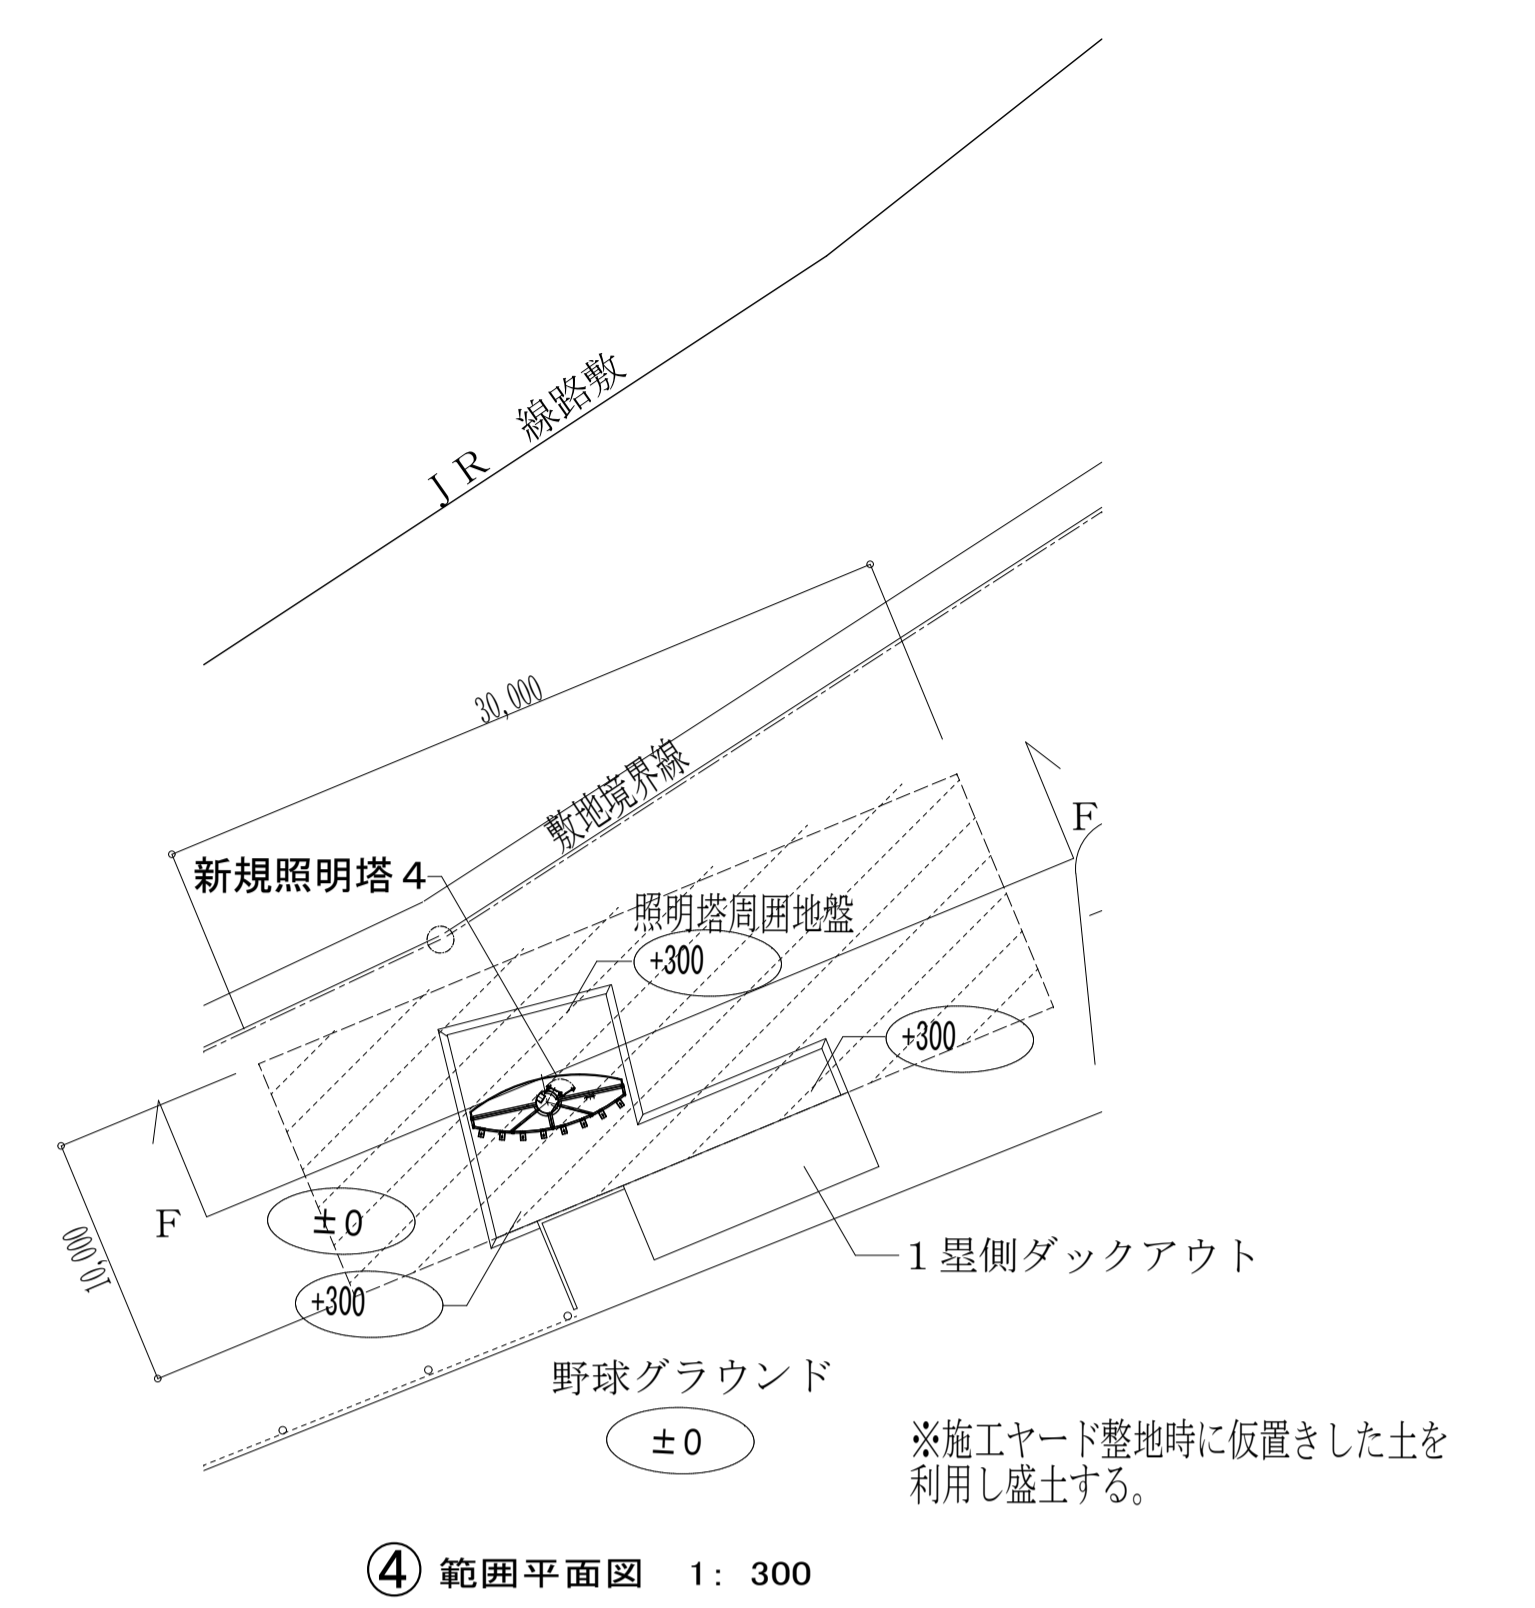 ＪＲ　線路敷
30,000
敷地境界線
新規照明塔４
F
照明塔周囲地盤
+300
+300
±0
F
+300
10,000
１塁側ダックアウト
野球グラウンド
±0
※施工ヤード整地時に仮置きした土を
利用し盛土する。
④ 範囲平面図　1： 300